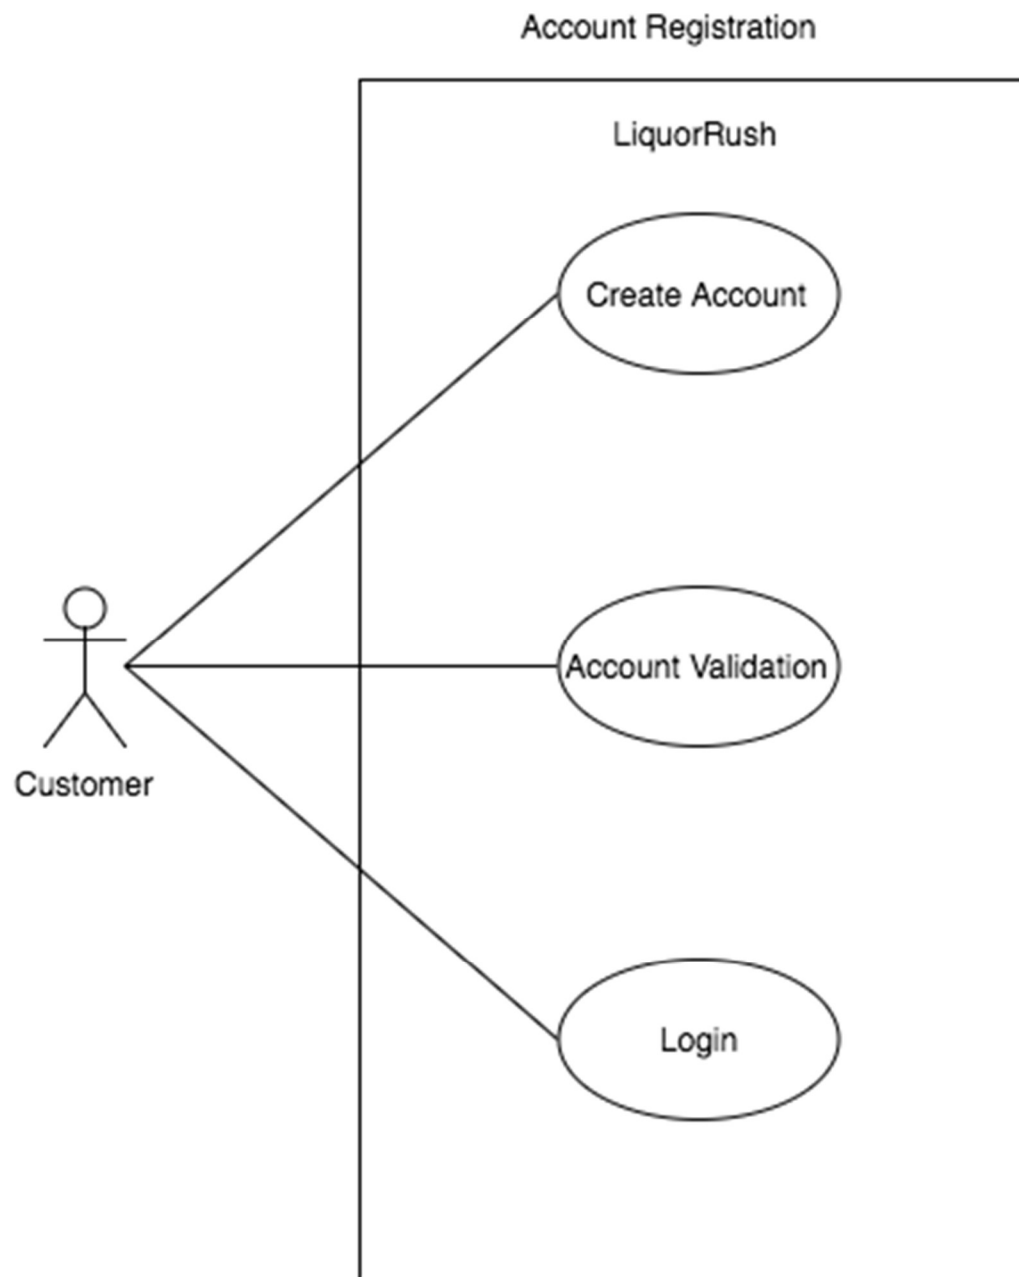 Account Registration
LiquorRush
Create Account
Account Validation
Customer
Login